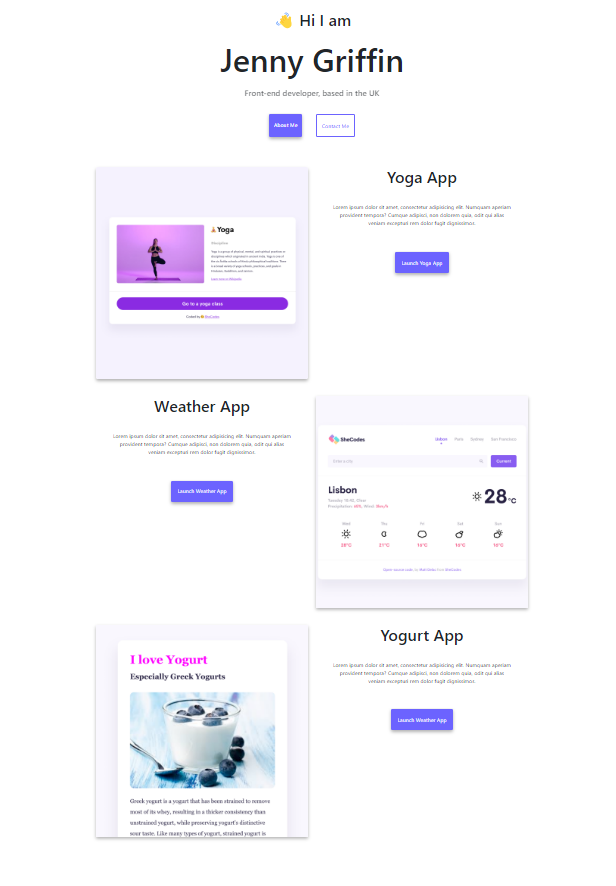 Hi I am
Jenny Griffin
Front-end developer, based in the UK
About Me
Contact Me
Yoga
Go to a yoga class
Coded by SheCodes
Yoga App
Lorem ipsum dolor sit amet, consectetur adipisicing elit. Numquam aperiam
provident tempora? Cumque adipisci, non dolorem quia, odit qui alias
veniam excepturi rem dolor fugit dignissimos.
Launch Yoga App
Weather App
Lorem ipsum dolor sit amet, consectetur adipisicing elit. Numquam aperiam
provident tempora? Cumque adipisci, non dolorem quia, odit qui alias
veniam excepturi rem dolor fugit dignissimos.
Launch Weather App
SheCodes
Lisbon Paris Sydney San Francisco
Enter a city
Current
Lisbon
28 °C
Wed Thu Fri Sat Sun
I love Yogurt
Especially Greek Yogurts
Greek yogurt is a yogurt that has been strained to remove
most of its whey, resulting in a thicker consistency than
unstrained yogurt, while preserving yogurt's distinctive
sour taste. Like many types of yogurt, strained yogurt is
Yogurt App
Lorem ipsum dolor sit amet, consectetur adipisicing elit. Numquam aperiam
provident tempora? Cumque adipisci, non dolorem quia, odit qui alias
veniam excepturi rem dolor fugit dignissimos.
Launch Weather App